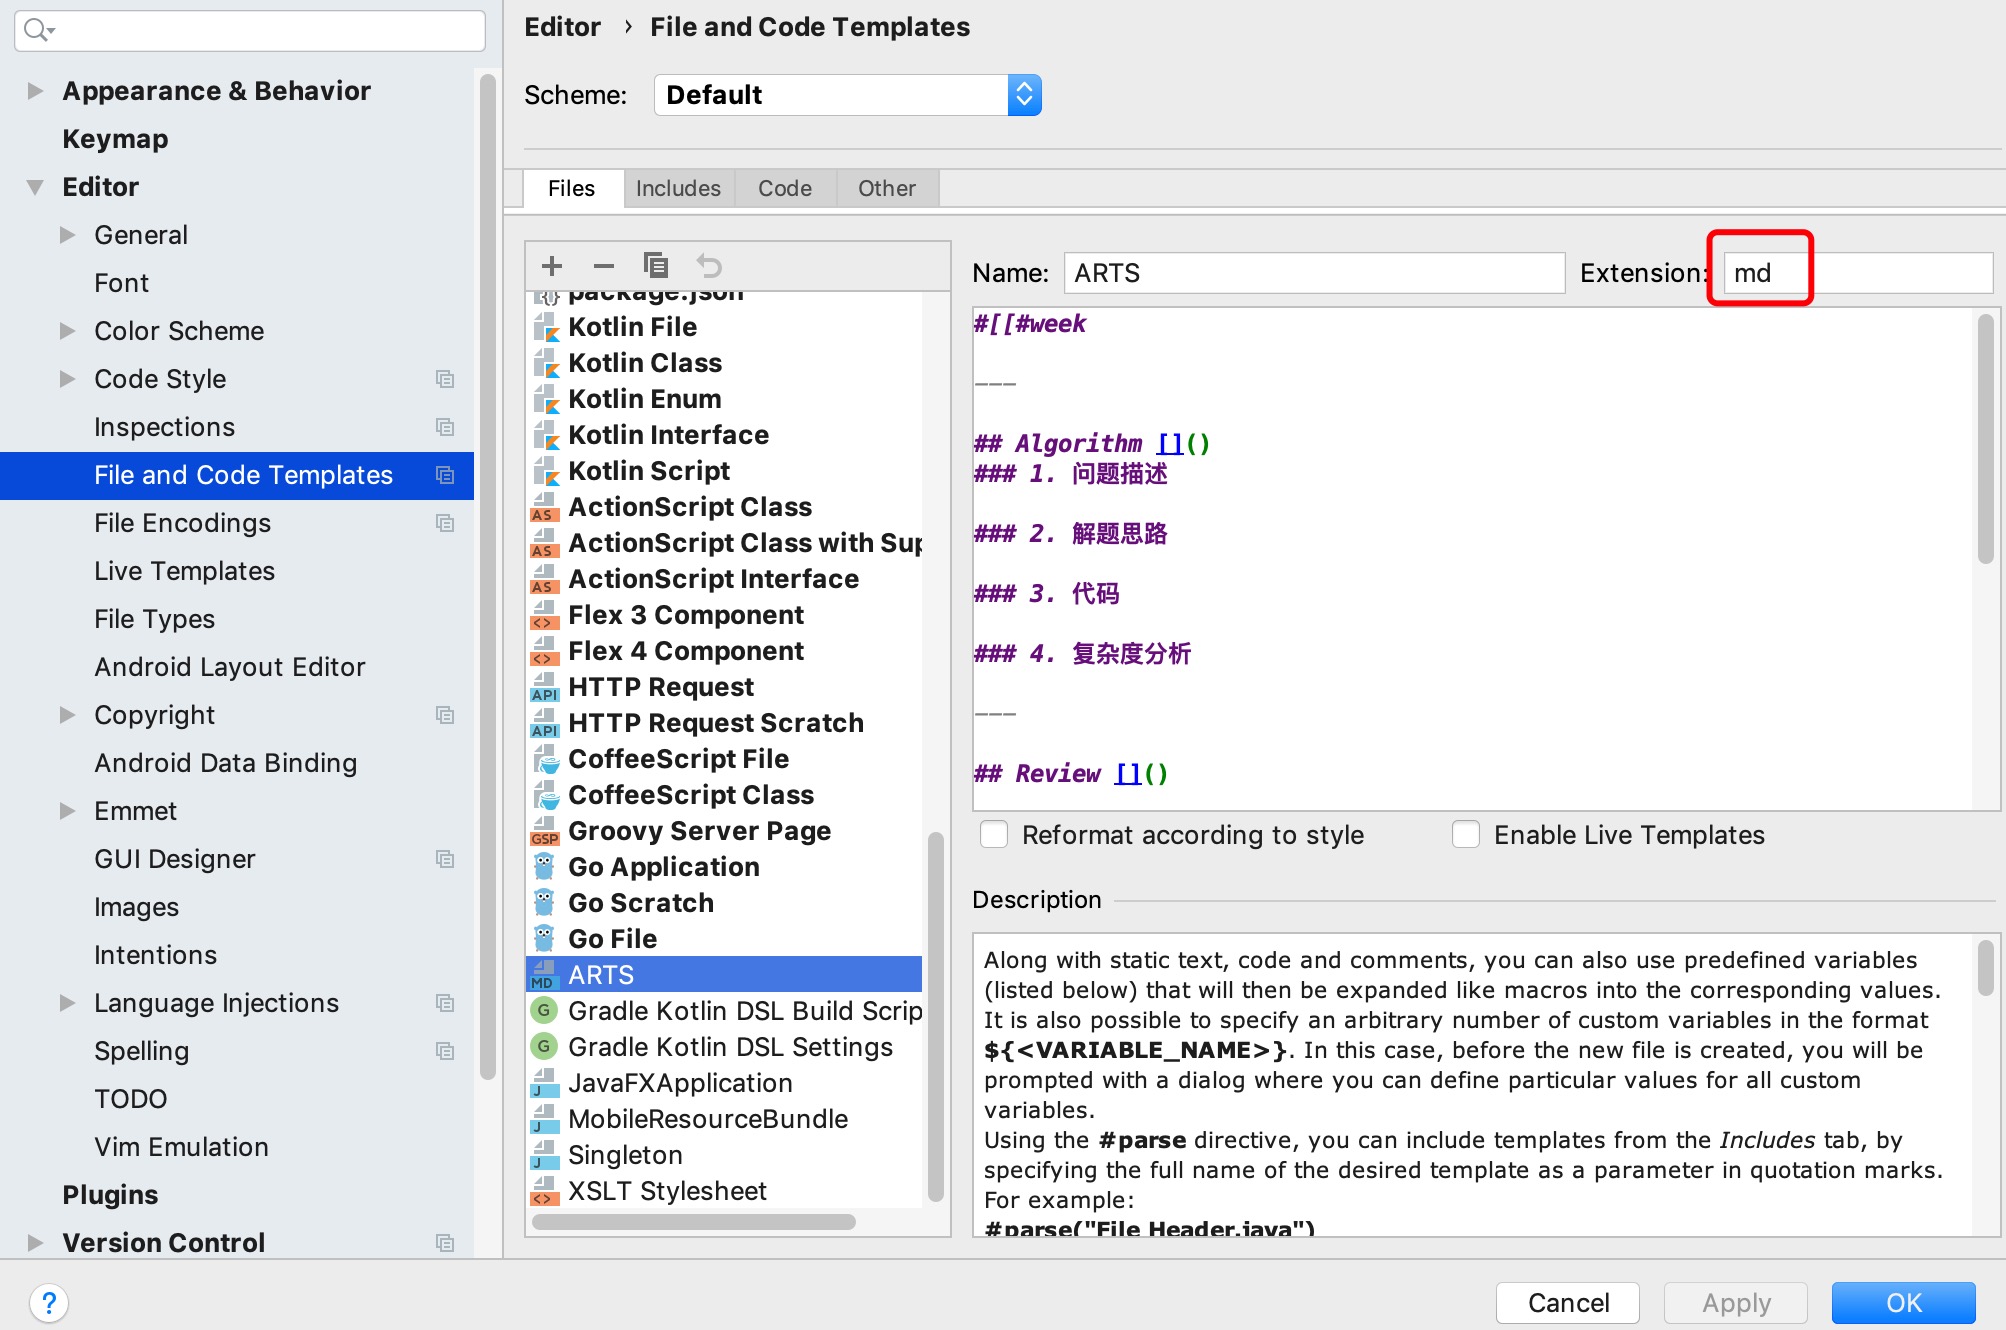 Appearance & Behavior
Keymap
Editor
General
Font
Color Scheme
Code Style
Inspections
File and Code Templates
File Encodings
Live Templates
File Types
Android Layout Editor
Copyright
Android Data Binding
Emmet
GUI Designer
Images
Intentions
Language Injections
Spelling
TODO
Vim Emulation
Plugins
Version Control
Editor › File and Code Templates
Scheme: Default
Files Includes Code Other
package.json
Kotlin File
Kotlin Class
Kotlin Enum
Kotlin Interface
Kotlin Script
AS ActionScript Class
AS ActionScript Class with Sup
AS ActionScript Interface
<> Flex 3 Component
<> Flex 4 Component
API HTTP Request
API HTTP Request Scratch
CoffeeScript File
CoffeeScript Class
GSP Groovy Server Page
Go Application
Go Scratch
Go File
MD ARTS
G Gradle Kotlin DSL Build Scrip
G Gradle Kotlin DSL Settings
J JavaFXApplication
J MobileResourceBundle
J Singleton
<> XSLT Stylesheet
Name: ARTS Extension: md
#[[#week
---
## Algorithm []()
### 1. 问题描述
### 2. 解题思路
### 3. 代码
### 4. 复杂度分析
---
## Review []()
Reformat according to style Enable Live Templates
Description
Along with static text, code and comments, you can also use predefined variables
(listed below) that will then be expanded like macros into the corresponding values.
It is also possible to specify an arbitrary number of custom variables in the format
${<VARIABLE_NAME>}. In this case, before the new file is created, you will be
prompted with a dialog where you can define particular values for all custom
variables.
Using the #parse directive, you can include templates from the Includes tab, by
specifying the full name of the desired template as a parameter in quotation marks.
For example:
#parse("File Header.java")
? Cancel Apply OK